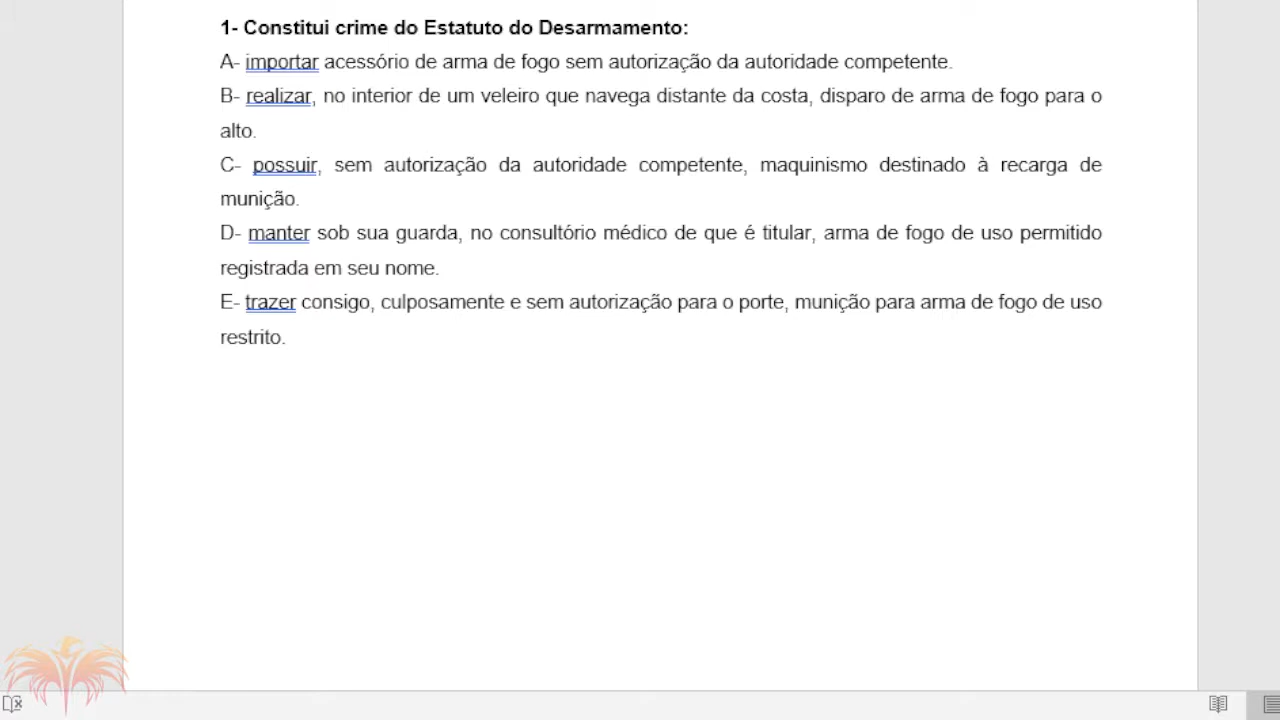 1- Constitui crime do Estatuto do Desarmamento:
A- importar acessório de arma de fogo sem autorização da autoridade competente.
B- realizar, no interior de um veleiro que navega distante da costa, disparo de arma de fogo para o
alto.
C- possuir, sem autorização da autoridade competente, maquinismo destinado à recarga de
munição.
D- manter sob sua guarda, no consultório médico de que é titular, arma de fogo de uso permitido
registrada em seu nome.
E- trazer consigo, culposamente e sem autorização para o porte, munição para arma de fogo de uso
restrito.